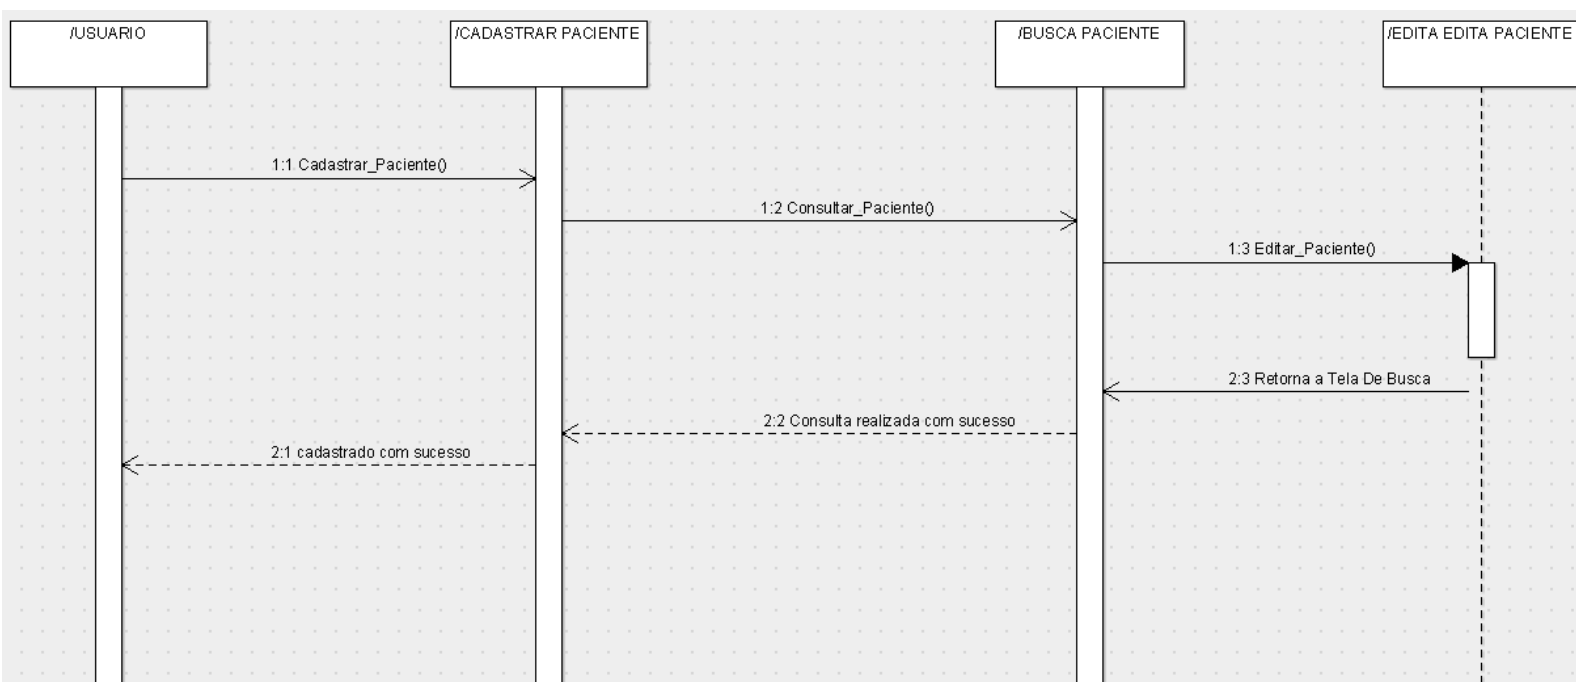 /USUARIO
/CADASTRAR PACIENTE
/BUSCA PACIENTE
/EDITA EDITA PACIENTE
1:1 Cadastrar_Paciente()
1:2 Consultar_Paciente()
1:3 Editar_Paciente()
2:3 Retorna a Tela De Busca
2:2 Consulta realizada com sucesso
2:1 cadastrado com sucesso